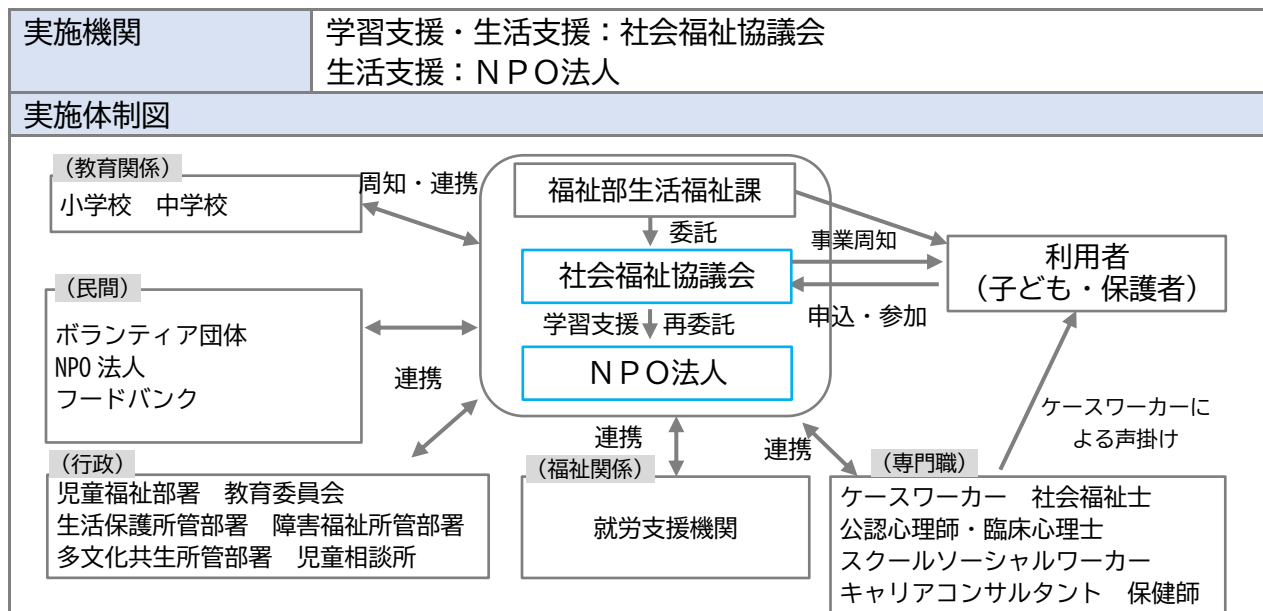 実施機関
学習支援・生活支援：社会福祉協議会
生活支援：ＮＰＯ法人
実施体制図
（教育関係）
小学校　中学校
周知・連携
福祉部生活福祉課
委託
社会福祉協議会
学習支援　再委託
ＮＰＯ法人
事業周知
申込・参加
利用者
（子ども・保護者）
（民間）
ボランティア団体
NPO 法人
フードバンク
連携
ケースワーカーに
よる声掛け
（行政）
児童福祉部署　教育委員会
生活保護所管部署　障害福祉所管部署
多文化共生所管部署　児童相談所
連携
（福祉関係）
就労支援機関
連携
（専門職）
ケースワーカー　社会福祉士
公認心理師・臨床心理士
スクールソーシャルワーカー
キャリアコンサルタント　保健師